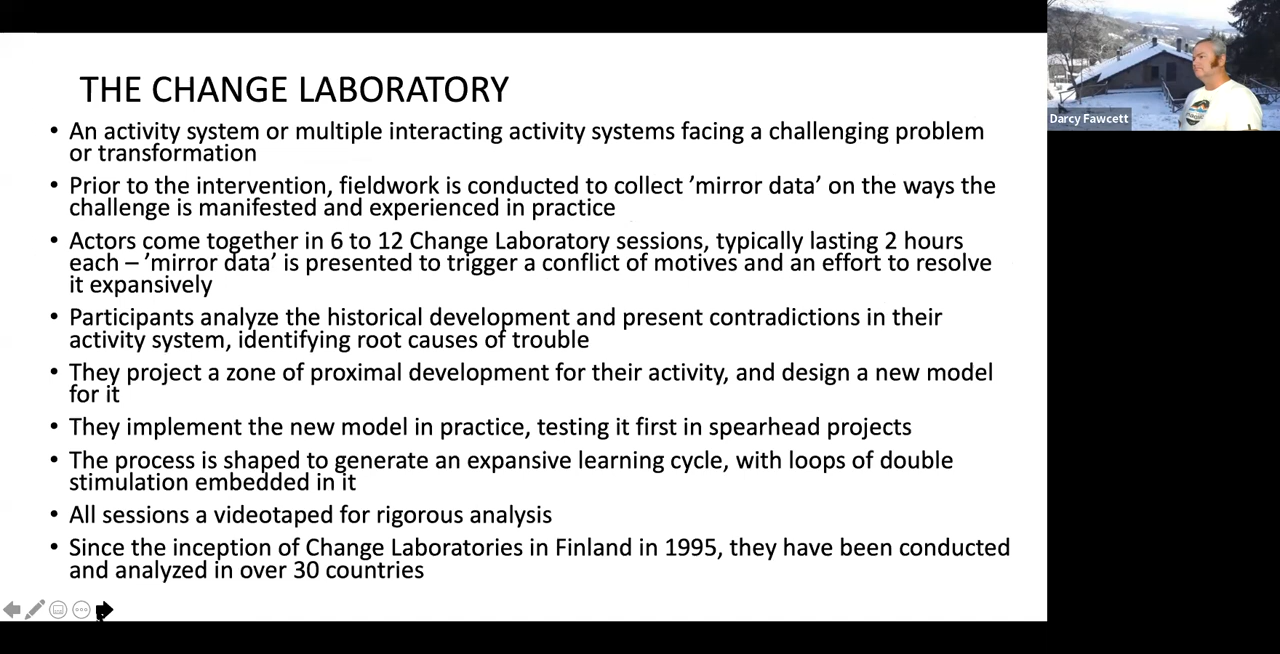 THE CHANGE LABORATORY
• An activity system or multiple interacting activity systems facing a challenging problem
or transformation
• Prior to the intervention, fieldwork is conducted to collect ’mirror data’ on the ways the
challenge is manifested and experienced in practice
• Actors come together in 6 to 12 Change Laboratory sessions, typically lasting 2 hours
each – ’mirror data’ is presented to trigger a conflict of motives and an effort to resolve
it expansively
• Participants analyze the historical development and present contradictions in their
activity system, identifying root causes of trouble
• They project a zone of proximal development for their activity, and design a new model
for it
• They implement the new model in practice, testing it first in spearhead projects
• The process is shaped to generate an expansive learning cycle, with loops of double
stimulation embedded in it
• All sessions a videotaped for rigorous analysis
• Since the inception of Change Laboratories in Finland in 1995, they have been conducted
and analyzed in over 30 countries
Darcy Fawcett